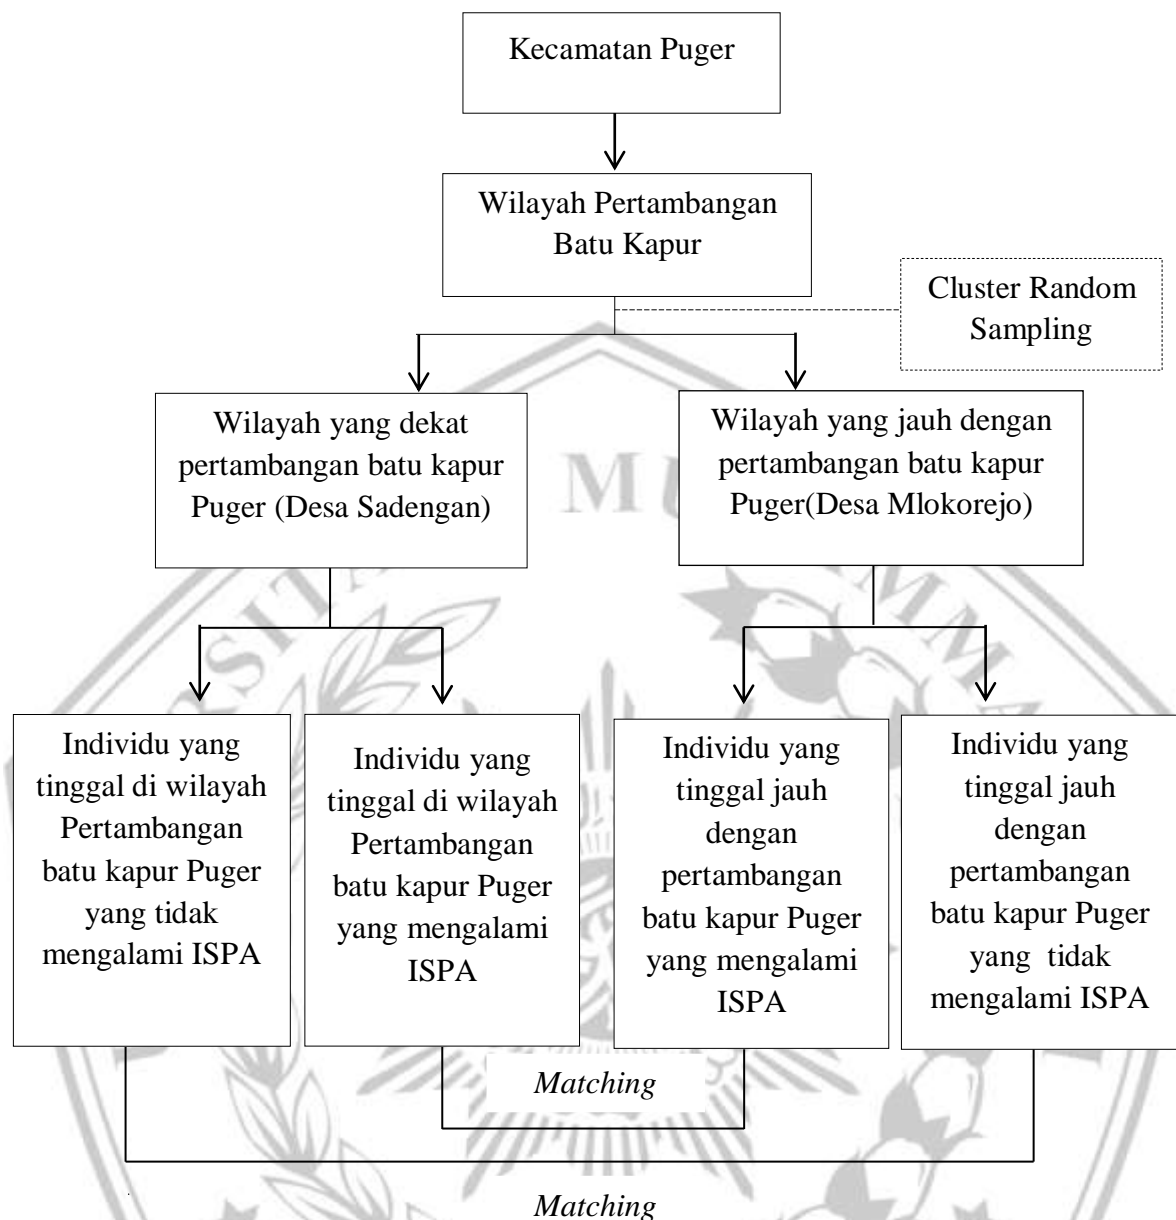 Kecamatan Puger
Wilayah Pertambangan
Batu Kapur
Cluster Random
Sampling
Wilayah yang dekat
pertambangan batu kapur
Puger (Desa Sadengan)
Wilayah yang jauh dengan
pertambangan batu kapur
Puger(Desa Mlokorejo)
Individu yang
tinggal di wilayah
Pertambangan
batu kapur Puger
yang tidak
mengalami ISPA
Individu yang
tinggal di wilayah
Pertambangan
batu kapur Puger
yang mengalami
ISPA
Individu yang
tinggal jauh
dengan
pertambangan
batu kapur Puger
yang mengalami
ISPA
Individu yang
tinggal jauh
dengan
pertambangan
batu kapur Puger
yang tidak
mengalami ISPA
Matching
Matching